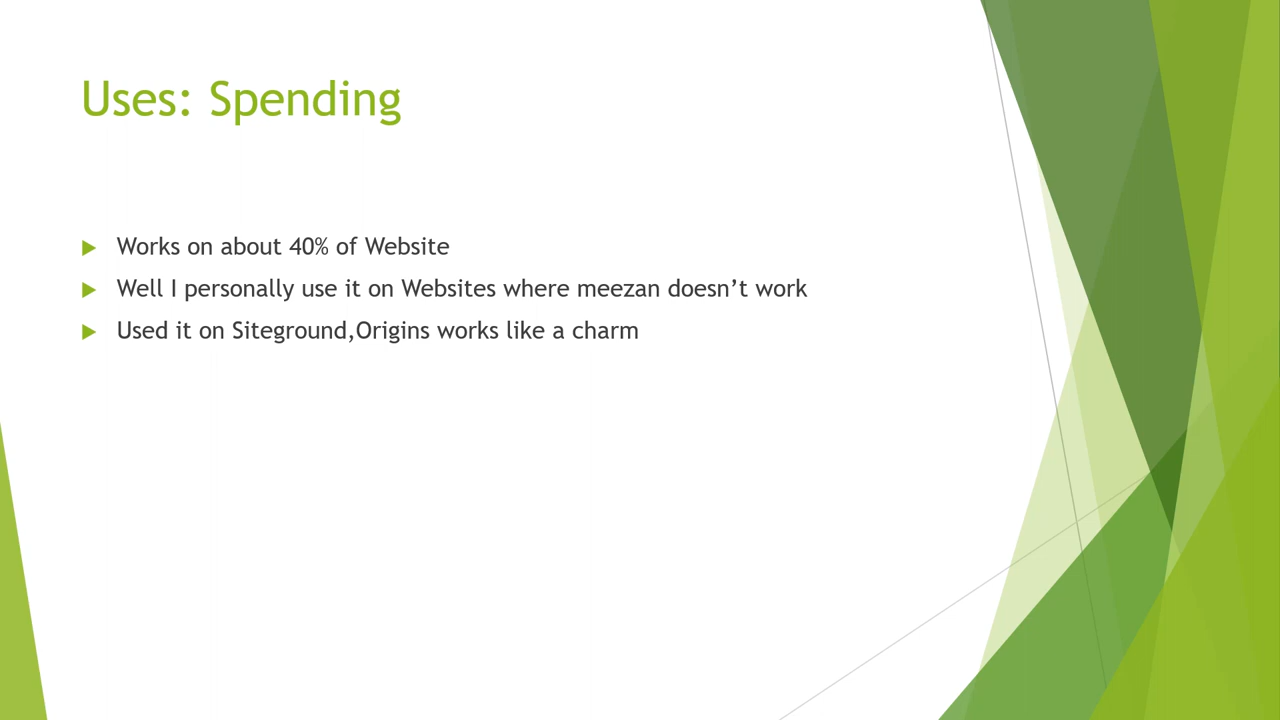 Uses: Spending
Works on about 40% of Website
Well I personally use it on Websites where meezan doesn’t work
Used it on Siteground,Origins works like a charm